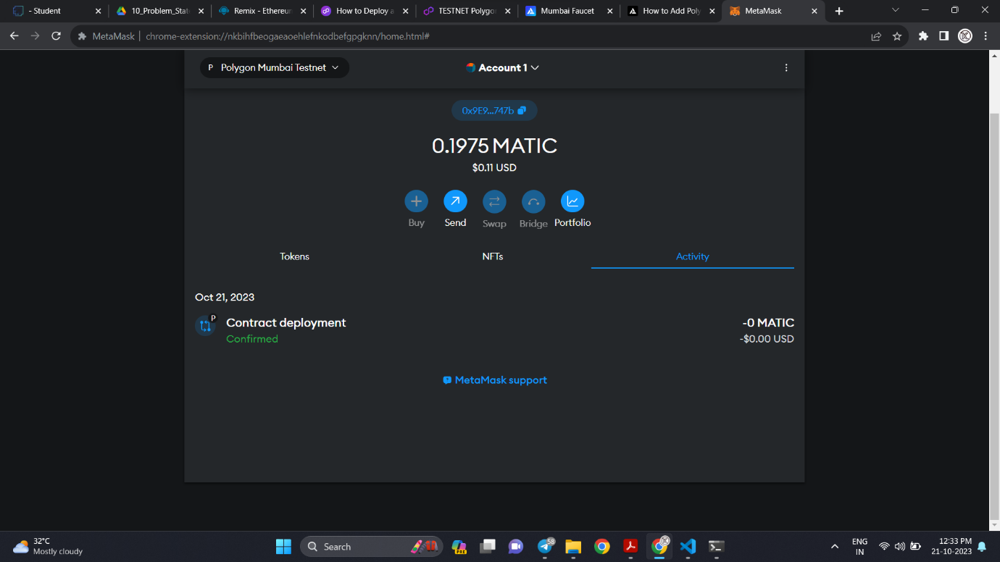 - Student
10_Problem_Stat
Remix - Ethereun
How to Deploy a
TESTNET Polygo
Mumbai Faucet
How to Add Poly
MetaMask
MetaMask
chrome-extension://nkbihfbeogaeaoehlefnkodbefgpgknn/home.html#
P Polygon Mumbai Testnet
Account 1
0x9E9...747b
0.1975 MATIC
$0.11 USD
Buy
Send
Swap
Bridge
Portfolio
Tokens
NFTs
Activity
Oct 21, 2023
P
Contract deployment
-0 MATIC
Confirmed
-$0.00 USD
MetaMask support
32°C
Mostly cloudy
Search
PRE
58
ENG
IN
12:33 PM
21-10-2023